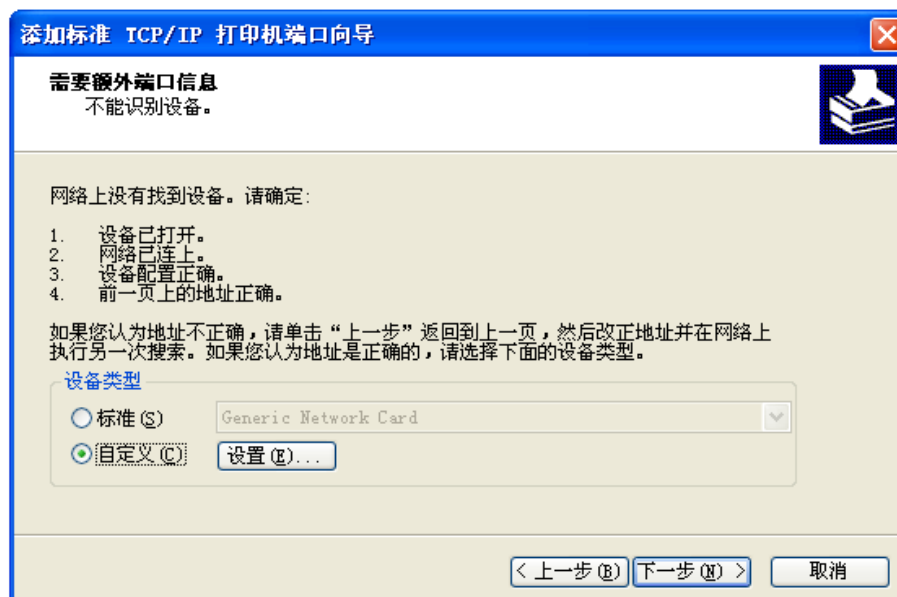 添加标准 TCP/IP 打印机端口向导
需要额外端口信息
不能识别设备。
网络上没有找到设备。请确定:
1. 设备已打开。
2. 网络已连上。
3. 设备配置正确。
4. 前一页上的地址正确。
如果您认为地址不正确，请单击“上一步”返回到上一页，然后改正地址并在网络上
执行另一次搜索。如果您认为地址是正确的，请选择下面的设备类型。
设备类型
标准(S) Generic Network Card
自定义(C) 设置(E)...
< 上一步(B) 下一步(N) > 取消